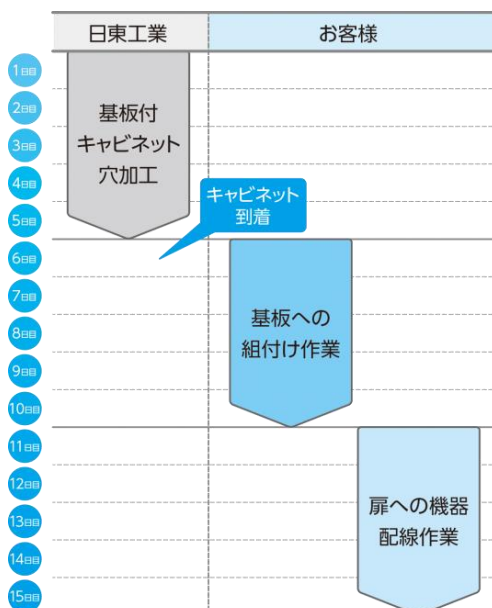 日東工業
お客様
1日目
2日目
3日目
4日目
5日目
6日目
7日目
8日目
9日目
10日目
11日目
12日目
13日目
14日目
15日目
基板付
キャビネット
穴加工
キャビネット
到着
基板への
組付け作業
扉への機器
配線作業